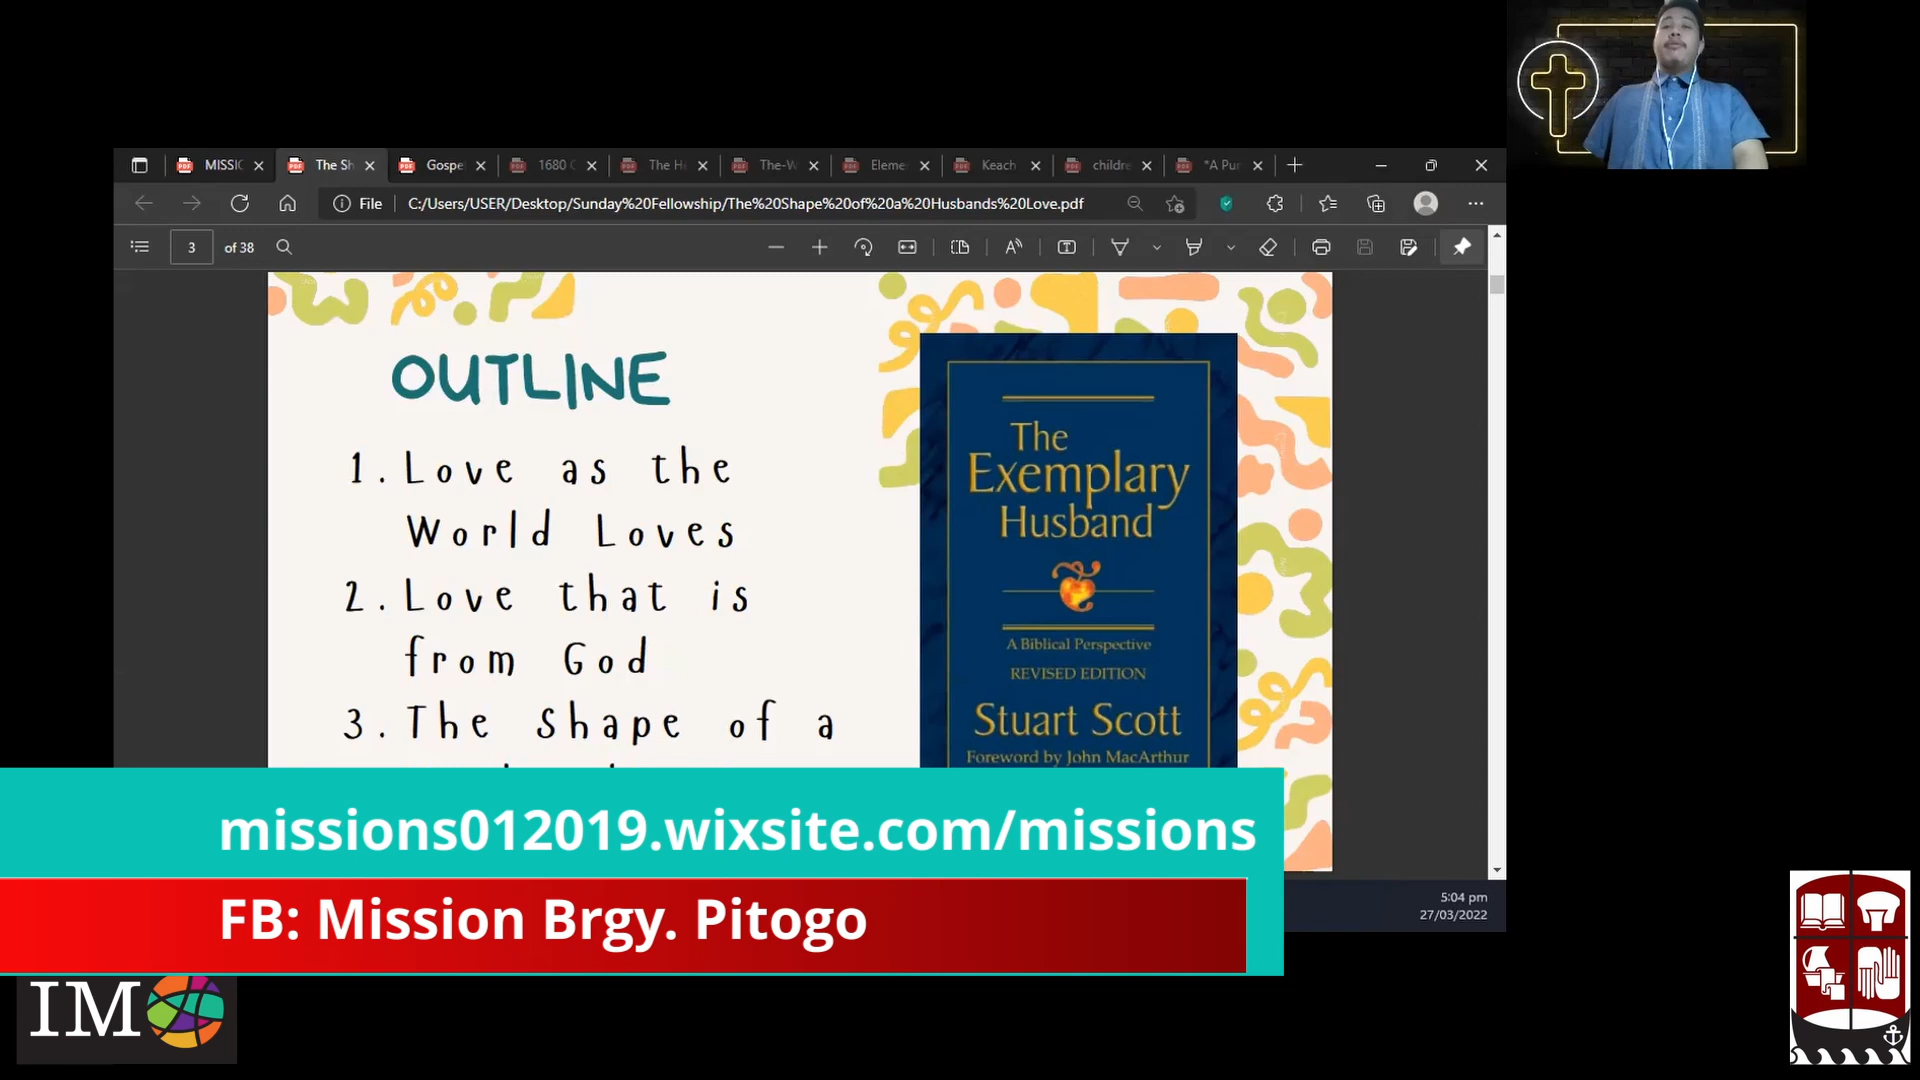 MISSIC
The Sh
Gospe
1680 C
The H
The-W
Eleme
Keach
childre
*A Pur
File
C:/Users/USER/Desktop/Sunday%20Fellowship/The%20Shape%20of%20a%20Husbands%20Love.pdf
3 of 38
OUTLINE
1. Love as the
World Loves
2. Love that is
from God
3. The Shape of a
The
Exemplary
Husband
A Biblical Perspective
REVISED EDITION
Stuart Scott
Foreword by John MacArthur
missions012019.wixsite.com/missions
FB: Mission Brgy. Pitogo
5:04 pm
27/03/2022
IM